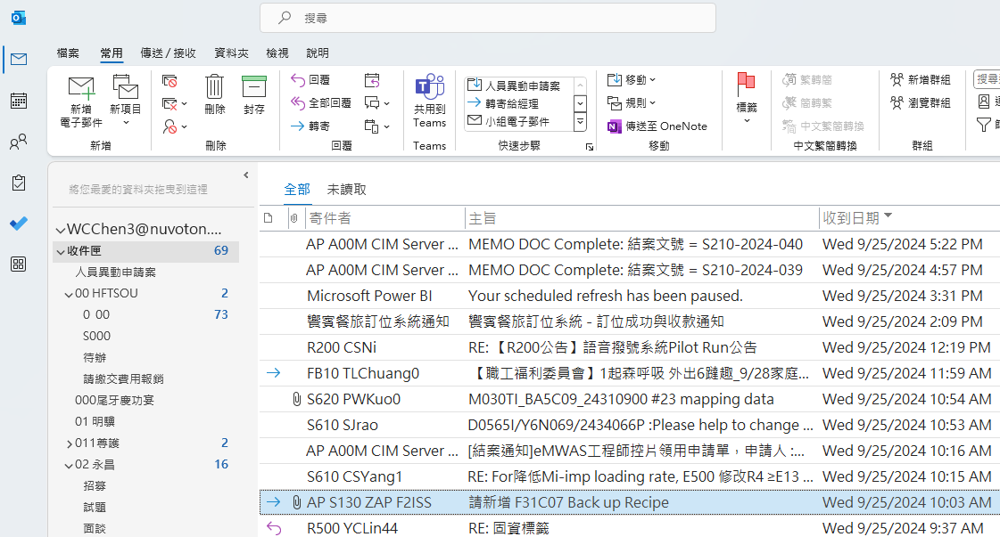 搜尋
檔案 常用 傳送 / 接收 資料夾 檢視 說明
新增
電子郵件
新項目
新增
刪除
封存
刪除
回覆
全部回覆
轉寄
回覆
共用到
Teams
Teams
人員異動申請案
轉寄給經理
小組電子郵件
快速步驟
移動
規則
傳送至 OneNote
移動
標籤
繁轉簡
簡轉繁
中文繁簡轉換
中文繁簡轉換
新增群組
瀏覽群組
群組
搜尋
將您最愛的資料夾拖曳到這裡
WCChen3@nuvoton....
收件匣 69
人員異動申請案
00 HFTSOU 2
0 00 73
S000
待辦
請繳交費用報銷
000尾牙慶功宴
01 明驥
011尊謢 2
02 永昌 16
招募
試題
面談
全部 未讀取
寄件者 主旨 收到日期
AP A00M CIM Server ... MEMO DOC Complete: 結案文號 = S210-2024-040 Wed 9/25/2024 5:22 PM
AP A00M CIM Server ... MEMO DOC Complete: 結案文號 = S210-2024-039 Wed 9/25/2024 4:57 PM
Microsoft Power BI Your scheduled refresh has been paused. Wed 9/25/2024 3:31 PM
饗賓餐旅訂位系統通知 饗賓餐旅訂位系統 - 訂位成功與收款通知 Wed 9/25/2024 2:09 PM
R200 CSNi RE: 【R200公告】語音撥號系統Pilot Run公告 Wed 9/25/2024 12:19 PM
FB10 TLChuang0 【職工福利委員會】1起森呼吸 外出6躂趣_9/28家庭... Wed 9/25/2024 11:59 AM
S620 PWKuo0 M030TI_BA5C09_24310900 #23 mapping data Wed 9/25/2024 10:54 AM
S610 SJrao D0565I/Y6N069/2434066P :Please help to change ... Wed 9/25/2024 10:53 AM
AP A00M CIM Server ... [結案通知]eMWAS工程師控片領用申請單，申請人 :... Wed 9/25/2024 10:16 AM
S610 CSYang1 RE: For降低Mi-imp loading rate, E500 修改R4 ≥E13 ... Wed 9/25/2024 10:15 AM
AP S130 ZAP F2ISS 請新增 F31C07 Back up Recipe Wed 9/25/2024 10:03 AM
R500 YCLin44 RE: 固資標籤 Wed 9/25/2024 9:37 AM